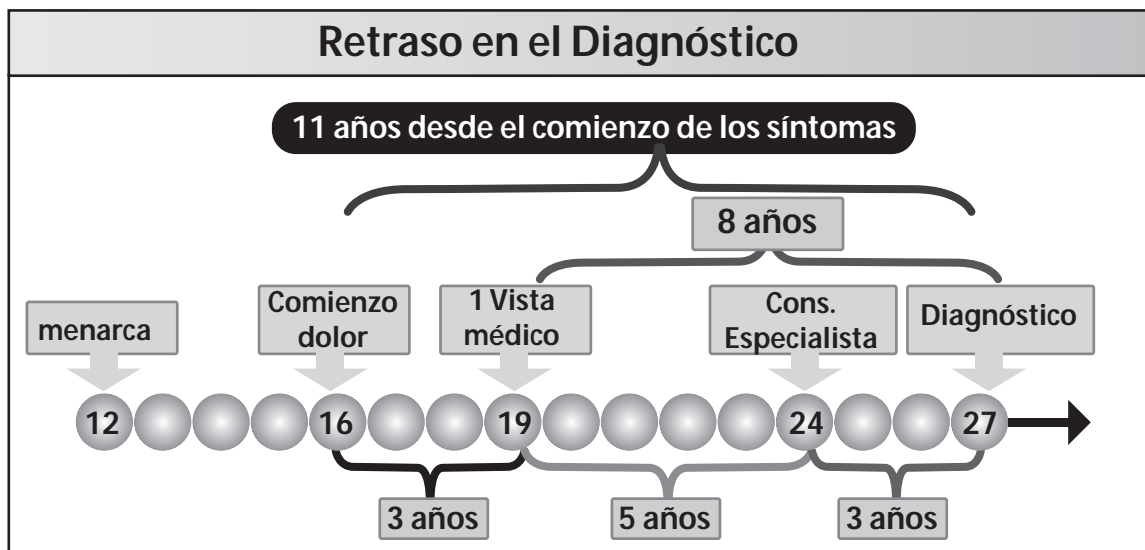 Retraso en el Diagnóstico
11 años desde el comienzo de los síntomas
8 años
menarca
Comienzo
dolor
1 Vista
médico
Cons.
Especialista
Diagnóstico
12
16
19
24
27
3 años
5 años
3 años